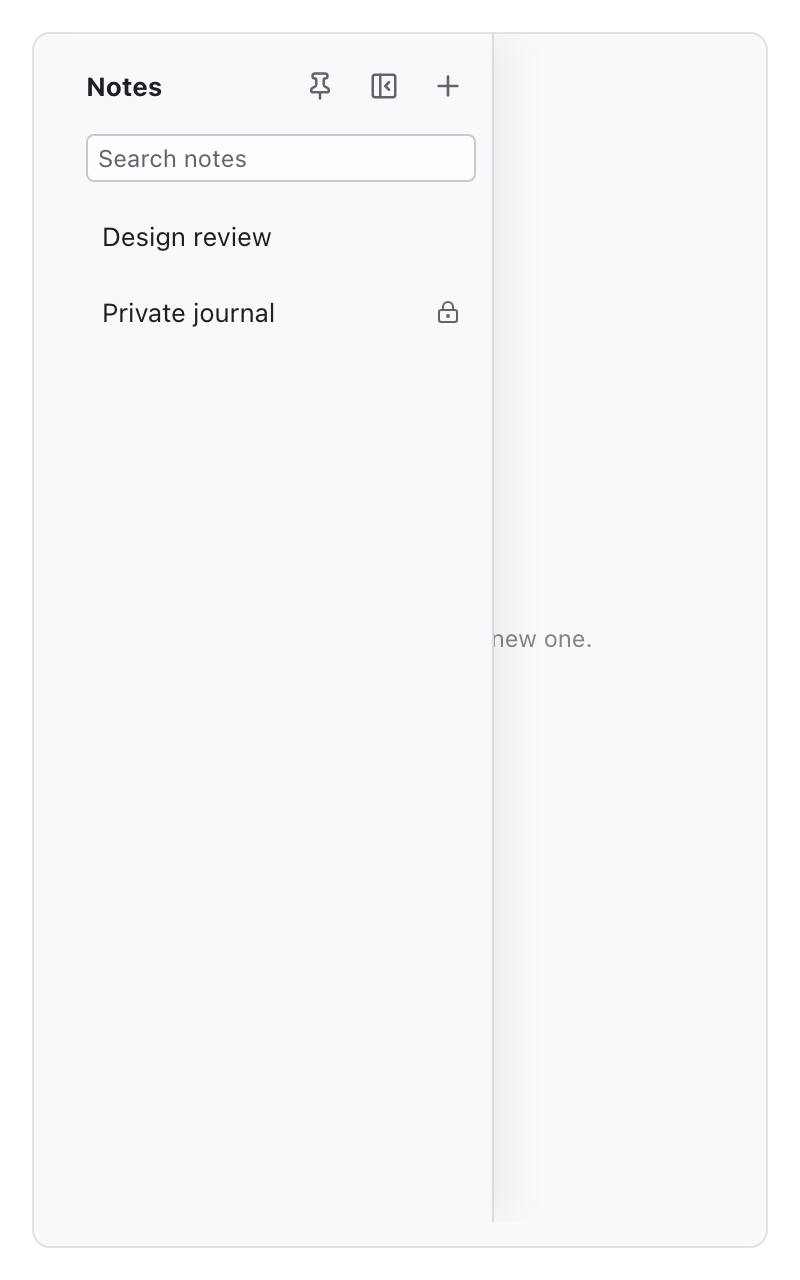 Notes
Search notes
Design review
Private journal
new one.